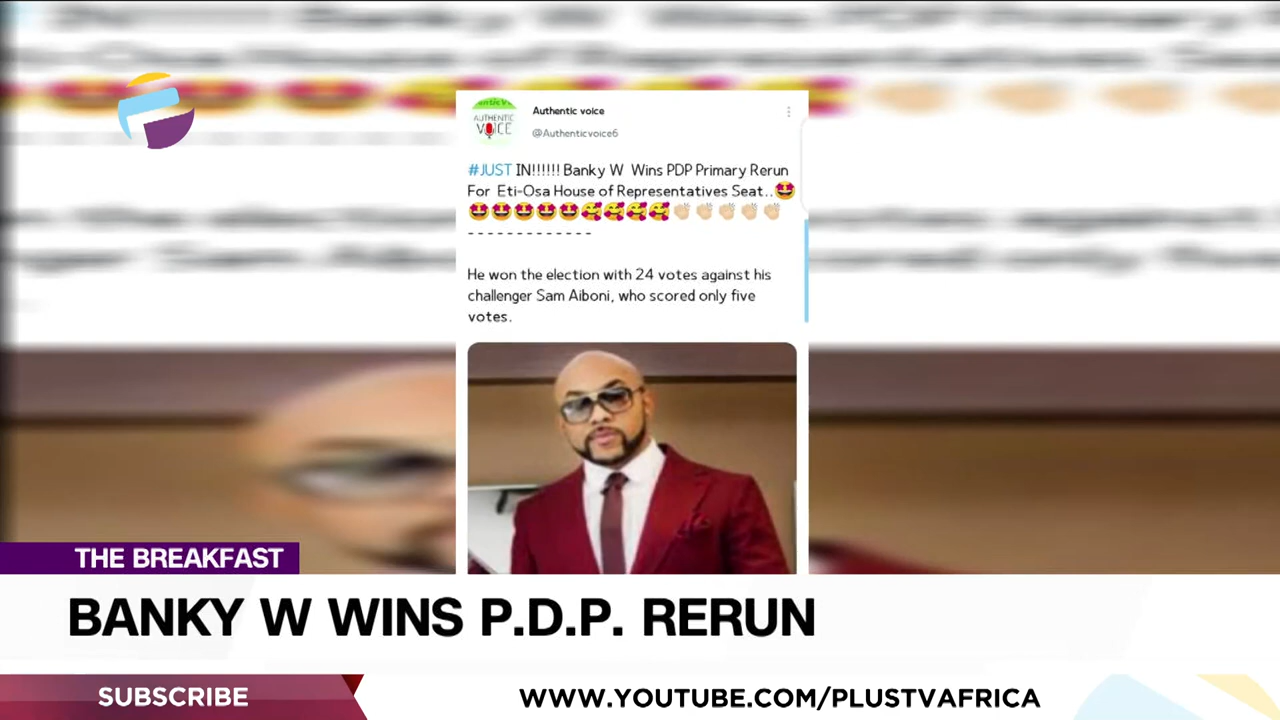 AUTHENTIC
VOICE
Authentic voice
@Authenticvoice6
#JUST IN!!!!!! Banky W Wins PDP Primary Rerun
For Eti-Osa House of Representatives Seat..🤩
🤩🤩🤩🤩🤩🥰🥰🥰🥰👏🏻👏🏻👏🏻👏🏻👏🏻
- - - - - - - - - - - - -
He won the election with 24 votes against his
challenger Sam Aiboni, who scored only five
votes.
THE BREAKFAST
BANKY W WINS P.D.P. RERUN
SUBSCRIBE
WWW.YOUTUBE.COM/PLUSTVAFRICA